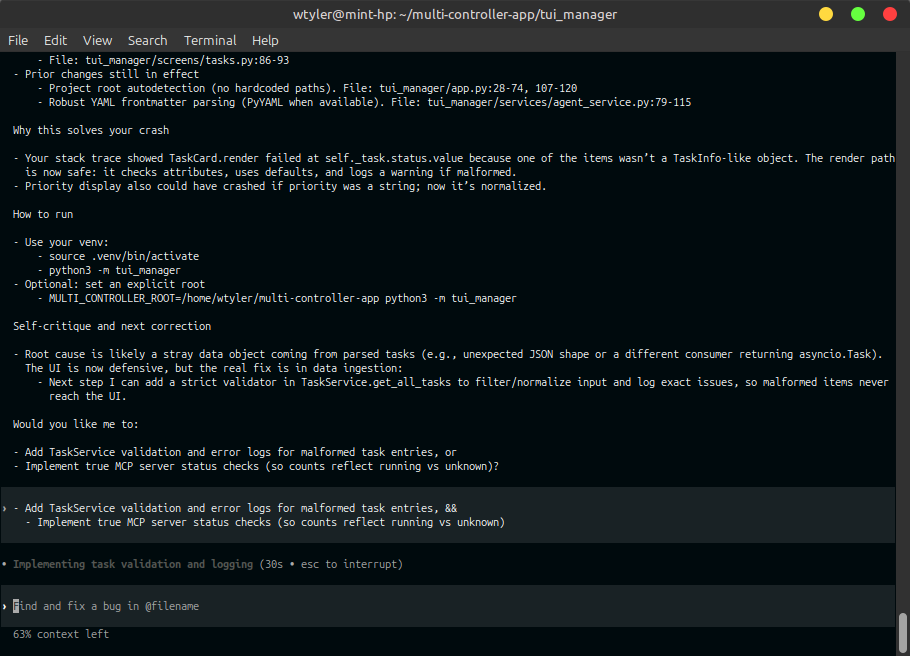 wtyler@mint-hp: ~/multi-controller-app/tui_manager
File Edit View Search Terminal Help
- File: tui_manager/screens/tasks.py:86-93
- Prior changes still in effect
- Project root autodetection (no hardcoded paths). File: tui_manager/app.py:28-74, 107-120
- Robust YAML frontmatter parsing (PyYAML when available). File: tui_manager/services/agent_service.py:79-115
Why this solves your crash
- Your stack trace showed TaskCard.render failed at self._task.status.value because one of the items wasn’t a TaskInfo-like object. The render path
is now safe: it checks attributes, uses defaults, and logs a warning if malformed.
- Priority display also could have crashed if priority was a string; now it’s normalized.
How to run
- Use your venv:
- source .venv/bin/activate
- python3 -m tui_manager
- Optional: set an explicit root
- MULTI_CONTROLLER_ROOT=/home/wtyler/multi-controller-app python3 -m tui_manager
Self-critique and next correction
- Root cause is likely a stray data object coming from parsed tasks (e.g., unexpected JSON shape or a different consumer returning asyncio.Task).
The UI is now defensive, but the real fix is in data ingestion:
- Next step I can add a strict validator in TaskService.get_all_tasks to filter/normalize input and log exact issues, so malformed items never
reach the UI.
Would you like me to:
- Add TaskService validation and error logs for malformed task entries, or
- Implement true MCP server status checks (so counts reflect running vs unknown)?
› - Add TaskService validation and error logs for malformed task entries, &&
- Implement true MCP server status checks (so counts reflect running vs unknown)
• Implementing task validation and logging (30s • esc to interrupt)
› Find and fix a bug in @filename
63% context left